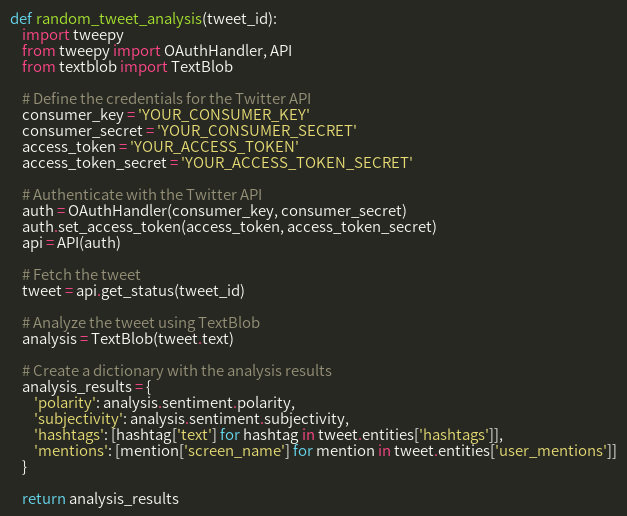 def random_tweet_analysis(tweet_id):
    import tweepy
    from tweepy import OAuthHandler, API
    from textblob import TextBlob

    # Define the credentials for the Twitter API
    consumer_key = 'YOUR_CONSUMER_KEY'
    consumer_secret = 'YOUR_CONSUMER_SECRET'
    access_token = 'YOUR_ACCESS_TOKEN'
    access_token_secret = 'YOUR_ACCESS_TOKEN_SECRET'

    # Authenticate with the Twitter API
    auth = OAuthHandler(consumer_key, consumer_secret)
    auth.set_access_token(access_token, access_token_secret)
    api = API(auth)

    # Fetch the tweet
    tweet = api.get_status(tweet_id)

    # Analyze the tweet using TextBlob
    analysis = TextBlob(tweet.text)

    # Create a dictionary with the analysis results
    analysis_results = {
        'polarity': analysis.sentiment.polarity,
        'subjectivity': analysis.sentiment.subjectivity,
        'hashtags': [hashtag['text'] for hashtag in tweet.entities['hashtags']],
        'mentions': [mention['screen_name'] for mention in tweet.entities['user_mentions']]
    }

    return analysis_results